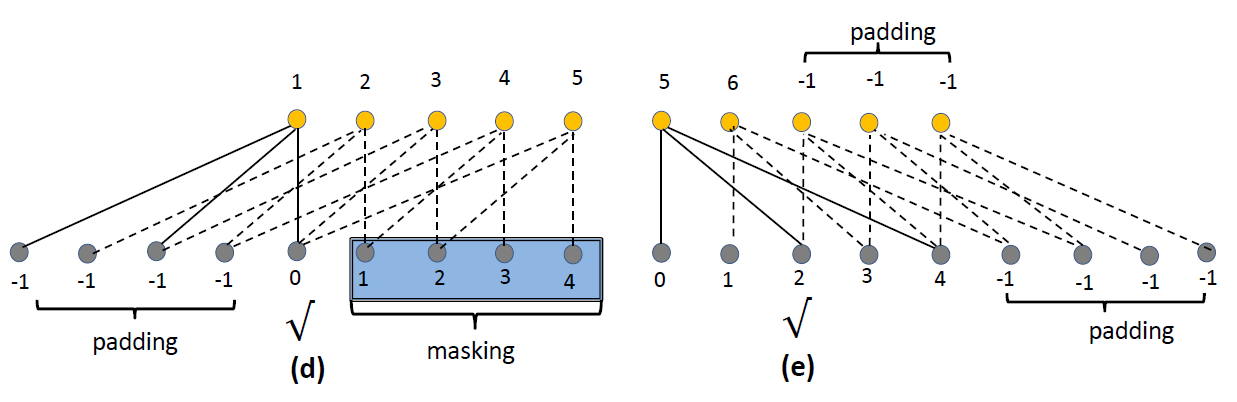 padding
1 2 3 4 5 5 6 -1 -1 -1
-1 -1 -1 -1 0 1 2 3 4 0 1 2 3 4 -1 -1 -1 -1
padding √ masking √ padding
(d) (e)